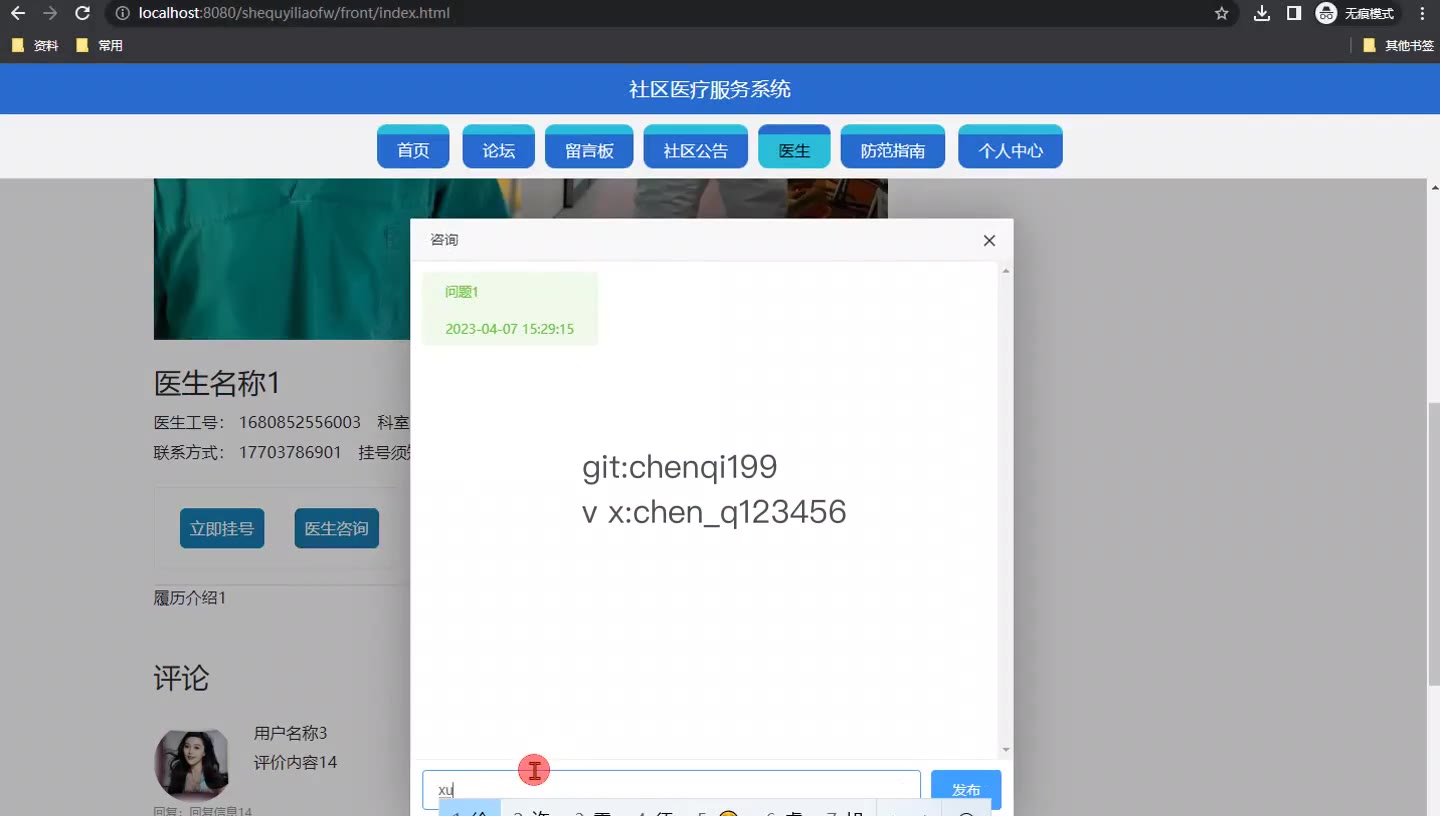 localhost:8080/shequyiliaofw/front/index.html
无痕模式
资料 常用 其他书签
社区医疗服务系统
首页 论坛 留言板 社区公告 医生 防范指南 个人中心
咨询
问题1
2023-04-07 15:29:15
医生名称1
医生工号： 1680852556003 科室
联系方式： 17703786901 挂号须
git:chenqi199
v x:chen_q123456
立即挂号 医生咨询
履历介绍1
评论
用户名称3
评价内容14
回复：回复信息14
xu
发布